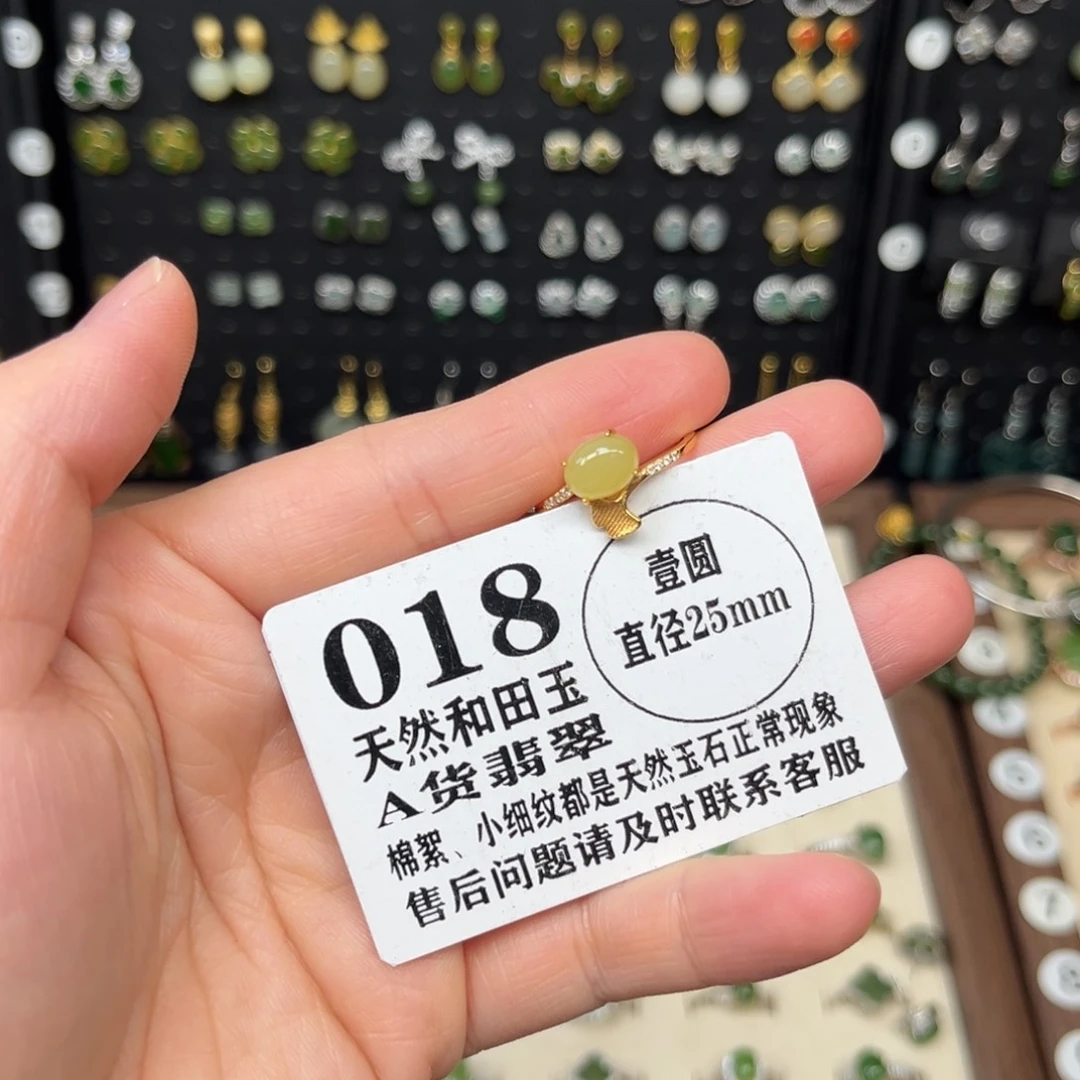 018
天然和田玉
A货翡翠
棉絮、小细纹都是天然玉石正常现象
售后问题请及时联系客服
壹圆
直径25mm